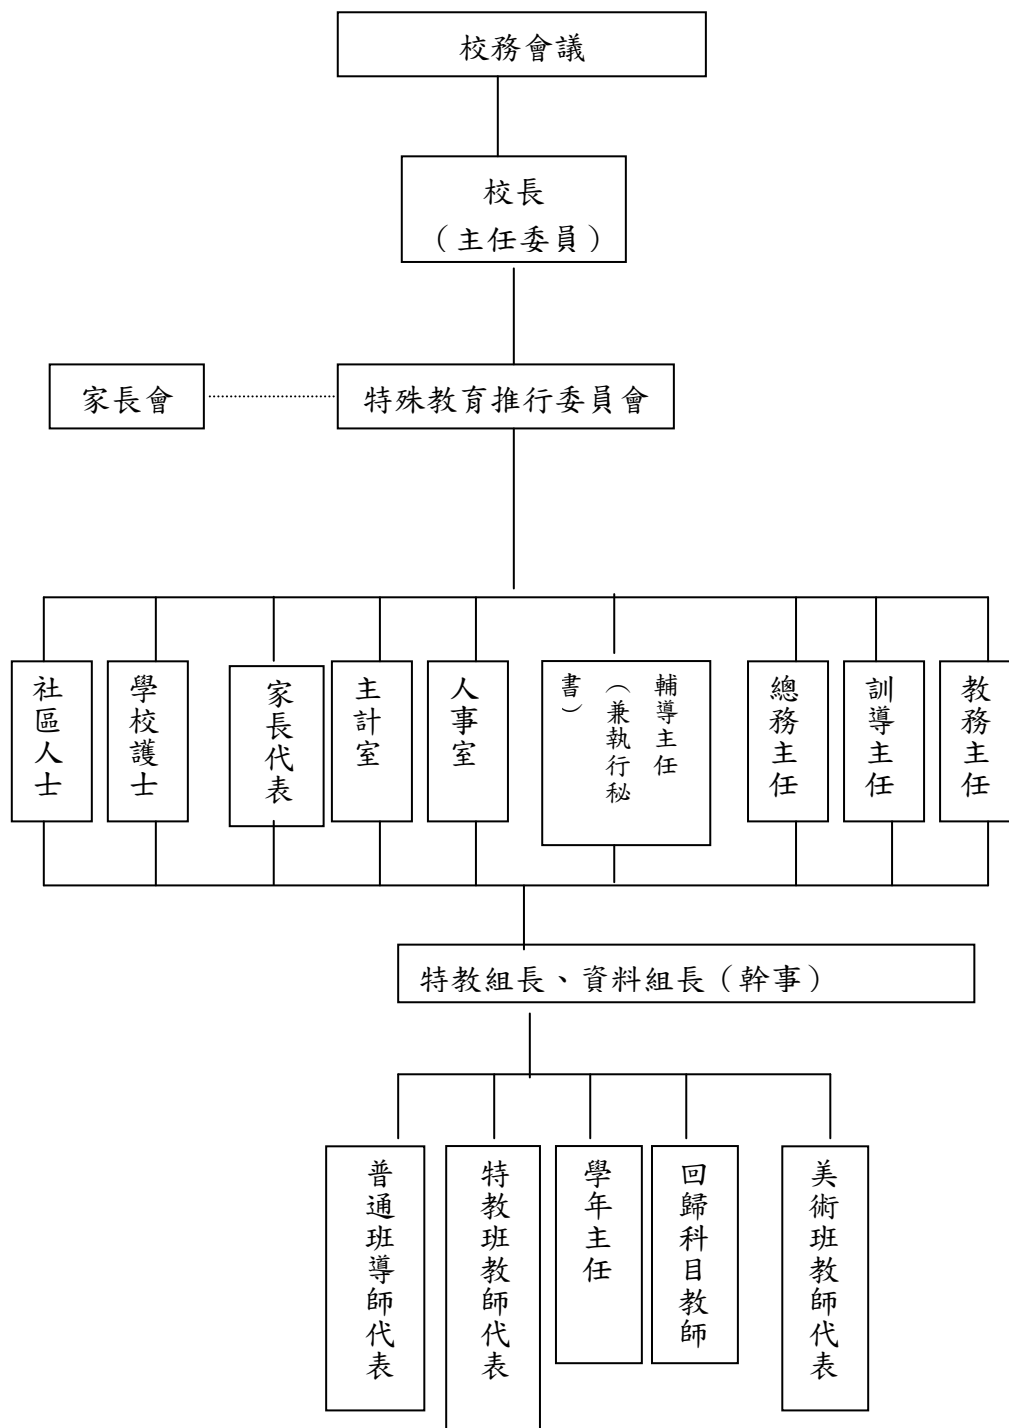 校務會議
校長
（主任委員）
家長會
特殊教育推行委員會
社區人士
學校護士
家長代表
主計室
人事室
輔導主任
（兼執行秘
書）
總務主任
訓導主任
教務主任
特教組長、資料組長（幹事）
普通班導師代表
特教班教師代表
學年主任
回歸科目教師
美術班教師代表